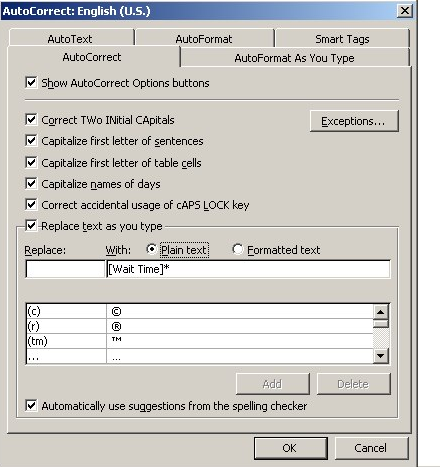 AutoCorrect: English (U.S.)
AutoText AutoFormat Smart Tags
AutoCorrect AutoFormat As You Type
Show AutoCorrect Options buttons
Correct TWo INitial CApitals
Exceptions...
Capitalize first letter of sentences
Capitalize first letter of table cells
Capitalize names of days
Correct accidental usage of cAPS LOCK key
Replace text as you type
Replace: With: Plain text Formatted text
[Wait Time]*
(c) ©
(r) ®
(tm) ™
... ...
Add Delete
Automatically use suggestions from the spelling checker
OK Cancel